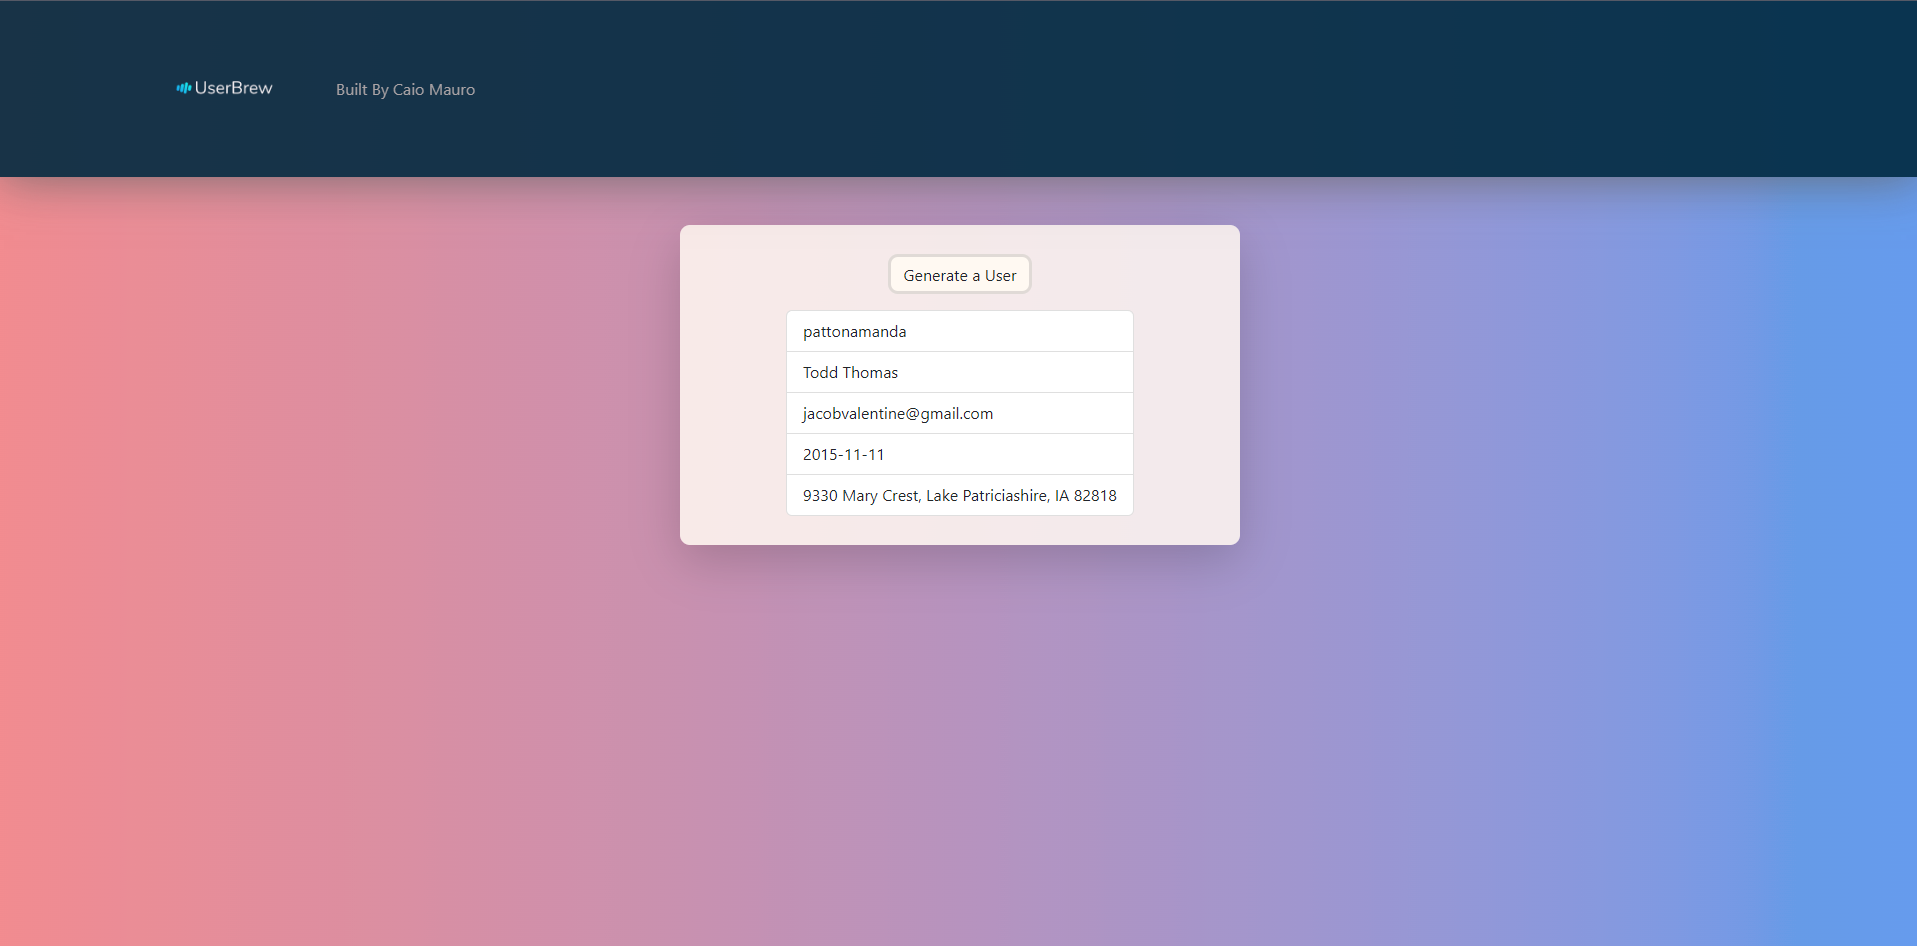 UserBrew
Built By Caio Mauro
Generate a User
pattonamanda
Todd Thomas
jacobvalentine@gmail.com
2015-11-11
9330 Mary Crest, Lake Patriciashire, IA 82818